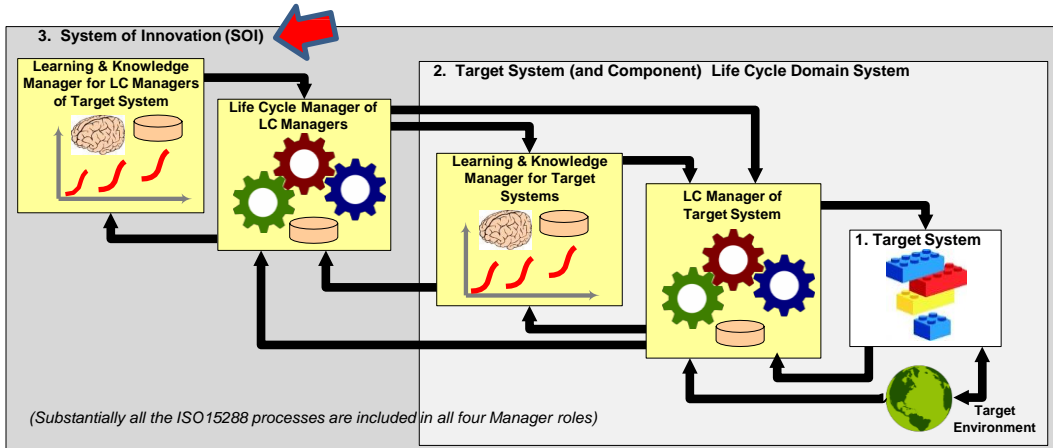 3. System of Innovation (SOI)
Learning & Knowledge
Manager for LC Managers
of Target System
2. Target System (and Component) Life Cycle Domain System
Life Cycle Manager of
LC Managers
Learning & Knowledge
Manager for Target
Systems
LC Manager of
Target System
1. Target System
(Substantially all the ISO15288 processes are included in all four Manager roles)
Target
Environment